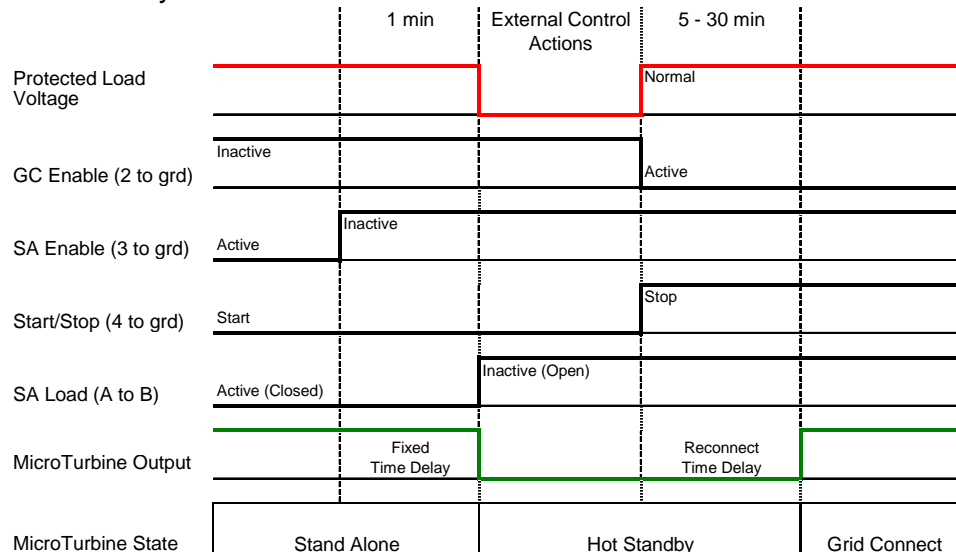 1 min
External Control
Actions
5 - 30 min
Protected Load
Voltage
Normal
GC Enable (2 to grd)
Inactive
Active
SA Enable (3 to grd)
Active
Inactive
Start/Stop (4 to grd)
Start
Stop
SA Load (A to B)
Active (Closed)
Inactive (Open)
MicroTurbine Output
Fixed
Time Delay
Reconnect
Time Delay
MicroTurbine State
Stand Alone
Hot Standby
Grid Connect